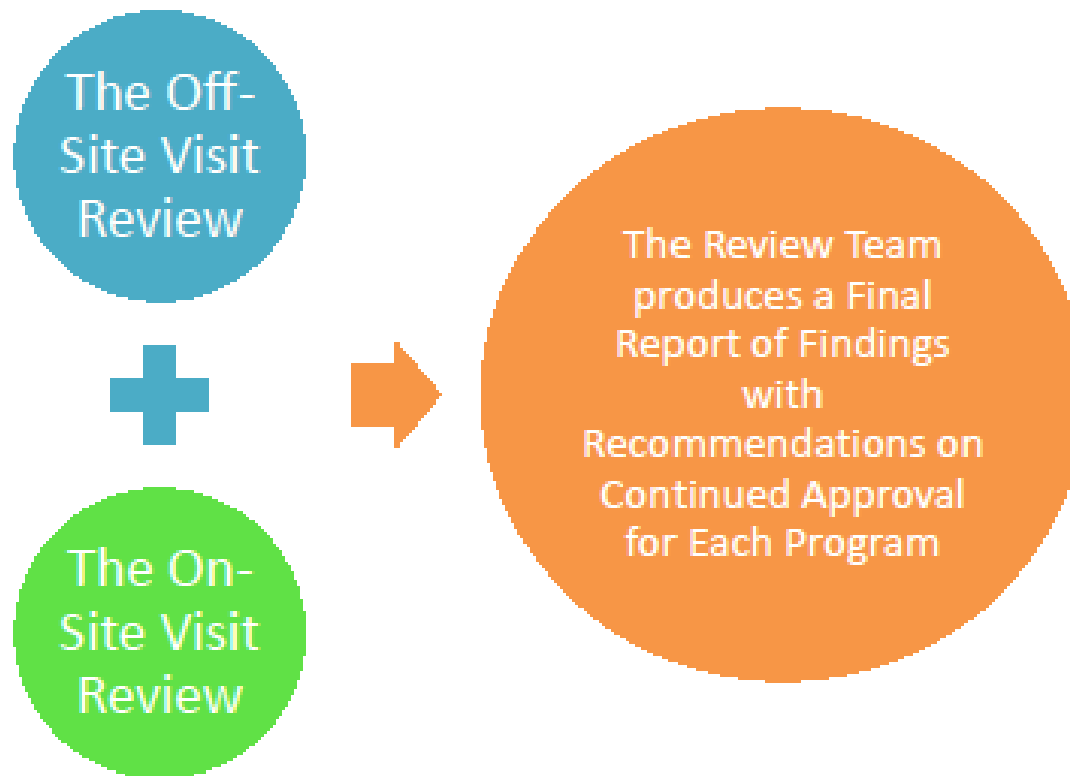 The Off-
Site Visit
Review
The On-
Site Visit
Review
The Review Team
produces a Final
Report of Findings
with
Recommendations on
Continued Approval
for Each Program